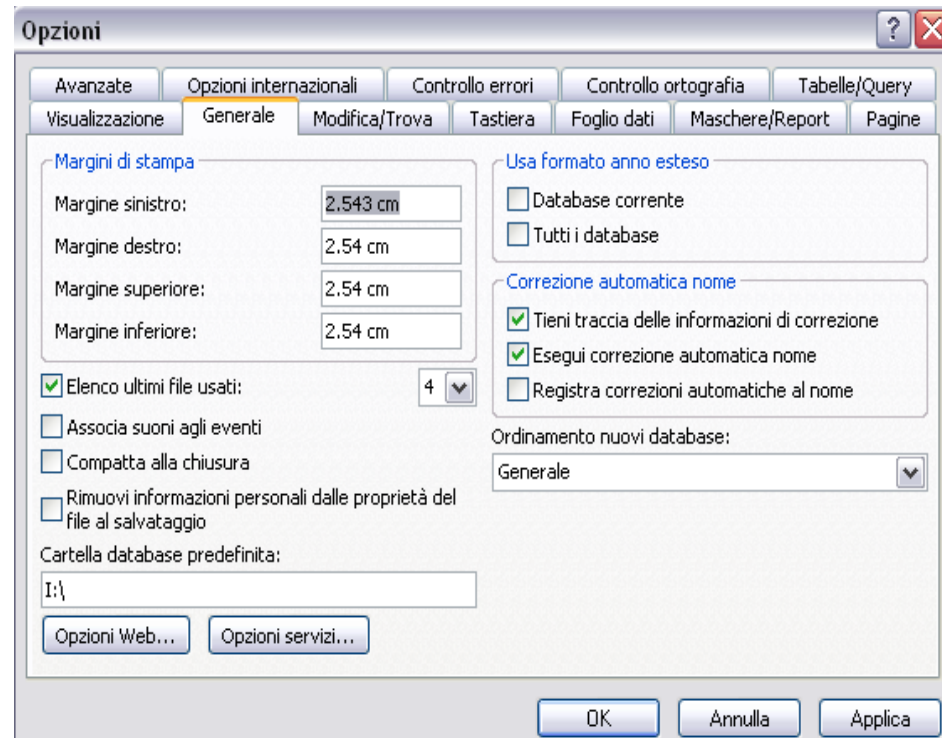 Opzioni
Avanzate
Opzioni internazionali
Controllo errori
Controllo ortografia
Tabelle/Query
Visualizzazione
Generale
Modifica/Trova
Tastiera
Foglio dati
Maschere/Report
Pagine
Margini di stampa
Margine sinistro: 2.543 cm
Margine destro: 2.54 cm
Margine superiore: 2.54 cm
Margine inferiore: 2.54 cm
Elenco ultimi file usati: 4
Associa suoni agli eventi
Compatta alla chiusura
Rimuovi informazioni personali dalle proprietà del
file al salvataggio
Cartella database predefinita:
I:\
Opzioni Web...
Opzioni servizi...
Usa formato anno esteso
Database corrente
Tutti i database
Correzione automatica nome
Tieni traccia delle informazioni di correzione
Esegui correzione automatica nome
Registra correzioni automatiche al nome
Ordinamento nuovi database:
Generale
OK
Annulla
Applica